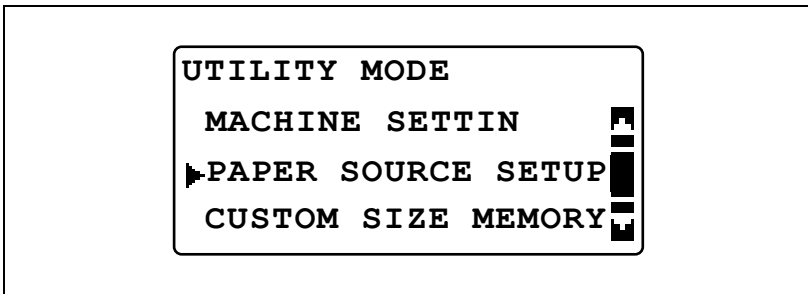 UTILITY MODE
MACHINE SETTIN
PAPER SOURCE SETUP
CUSTOM SIZE MEMORY